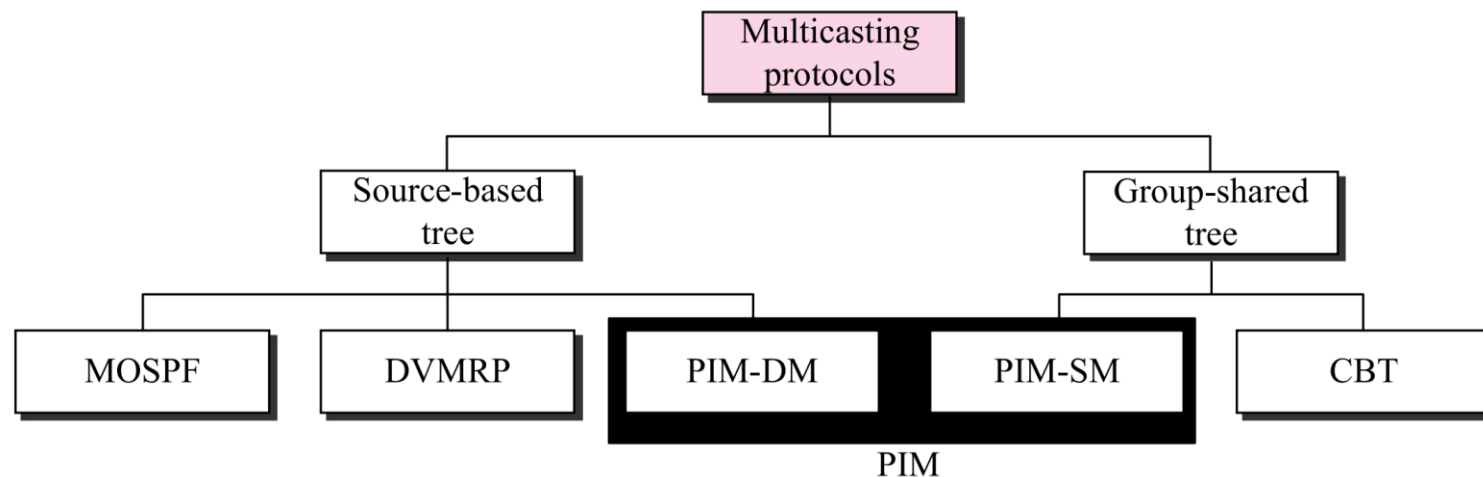 Multicasting
protocols
Source-based
tree
Group-shared
tree
MOSPF
DVMRP
PIM-DM
PIM-SM
CBT
PIM